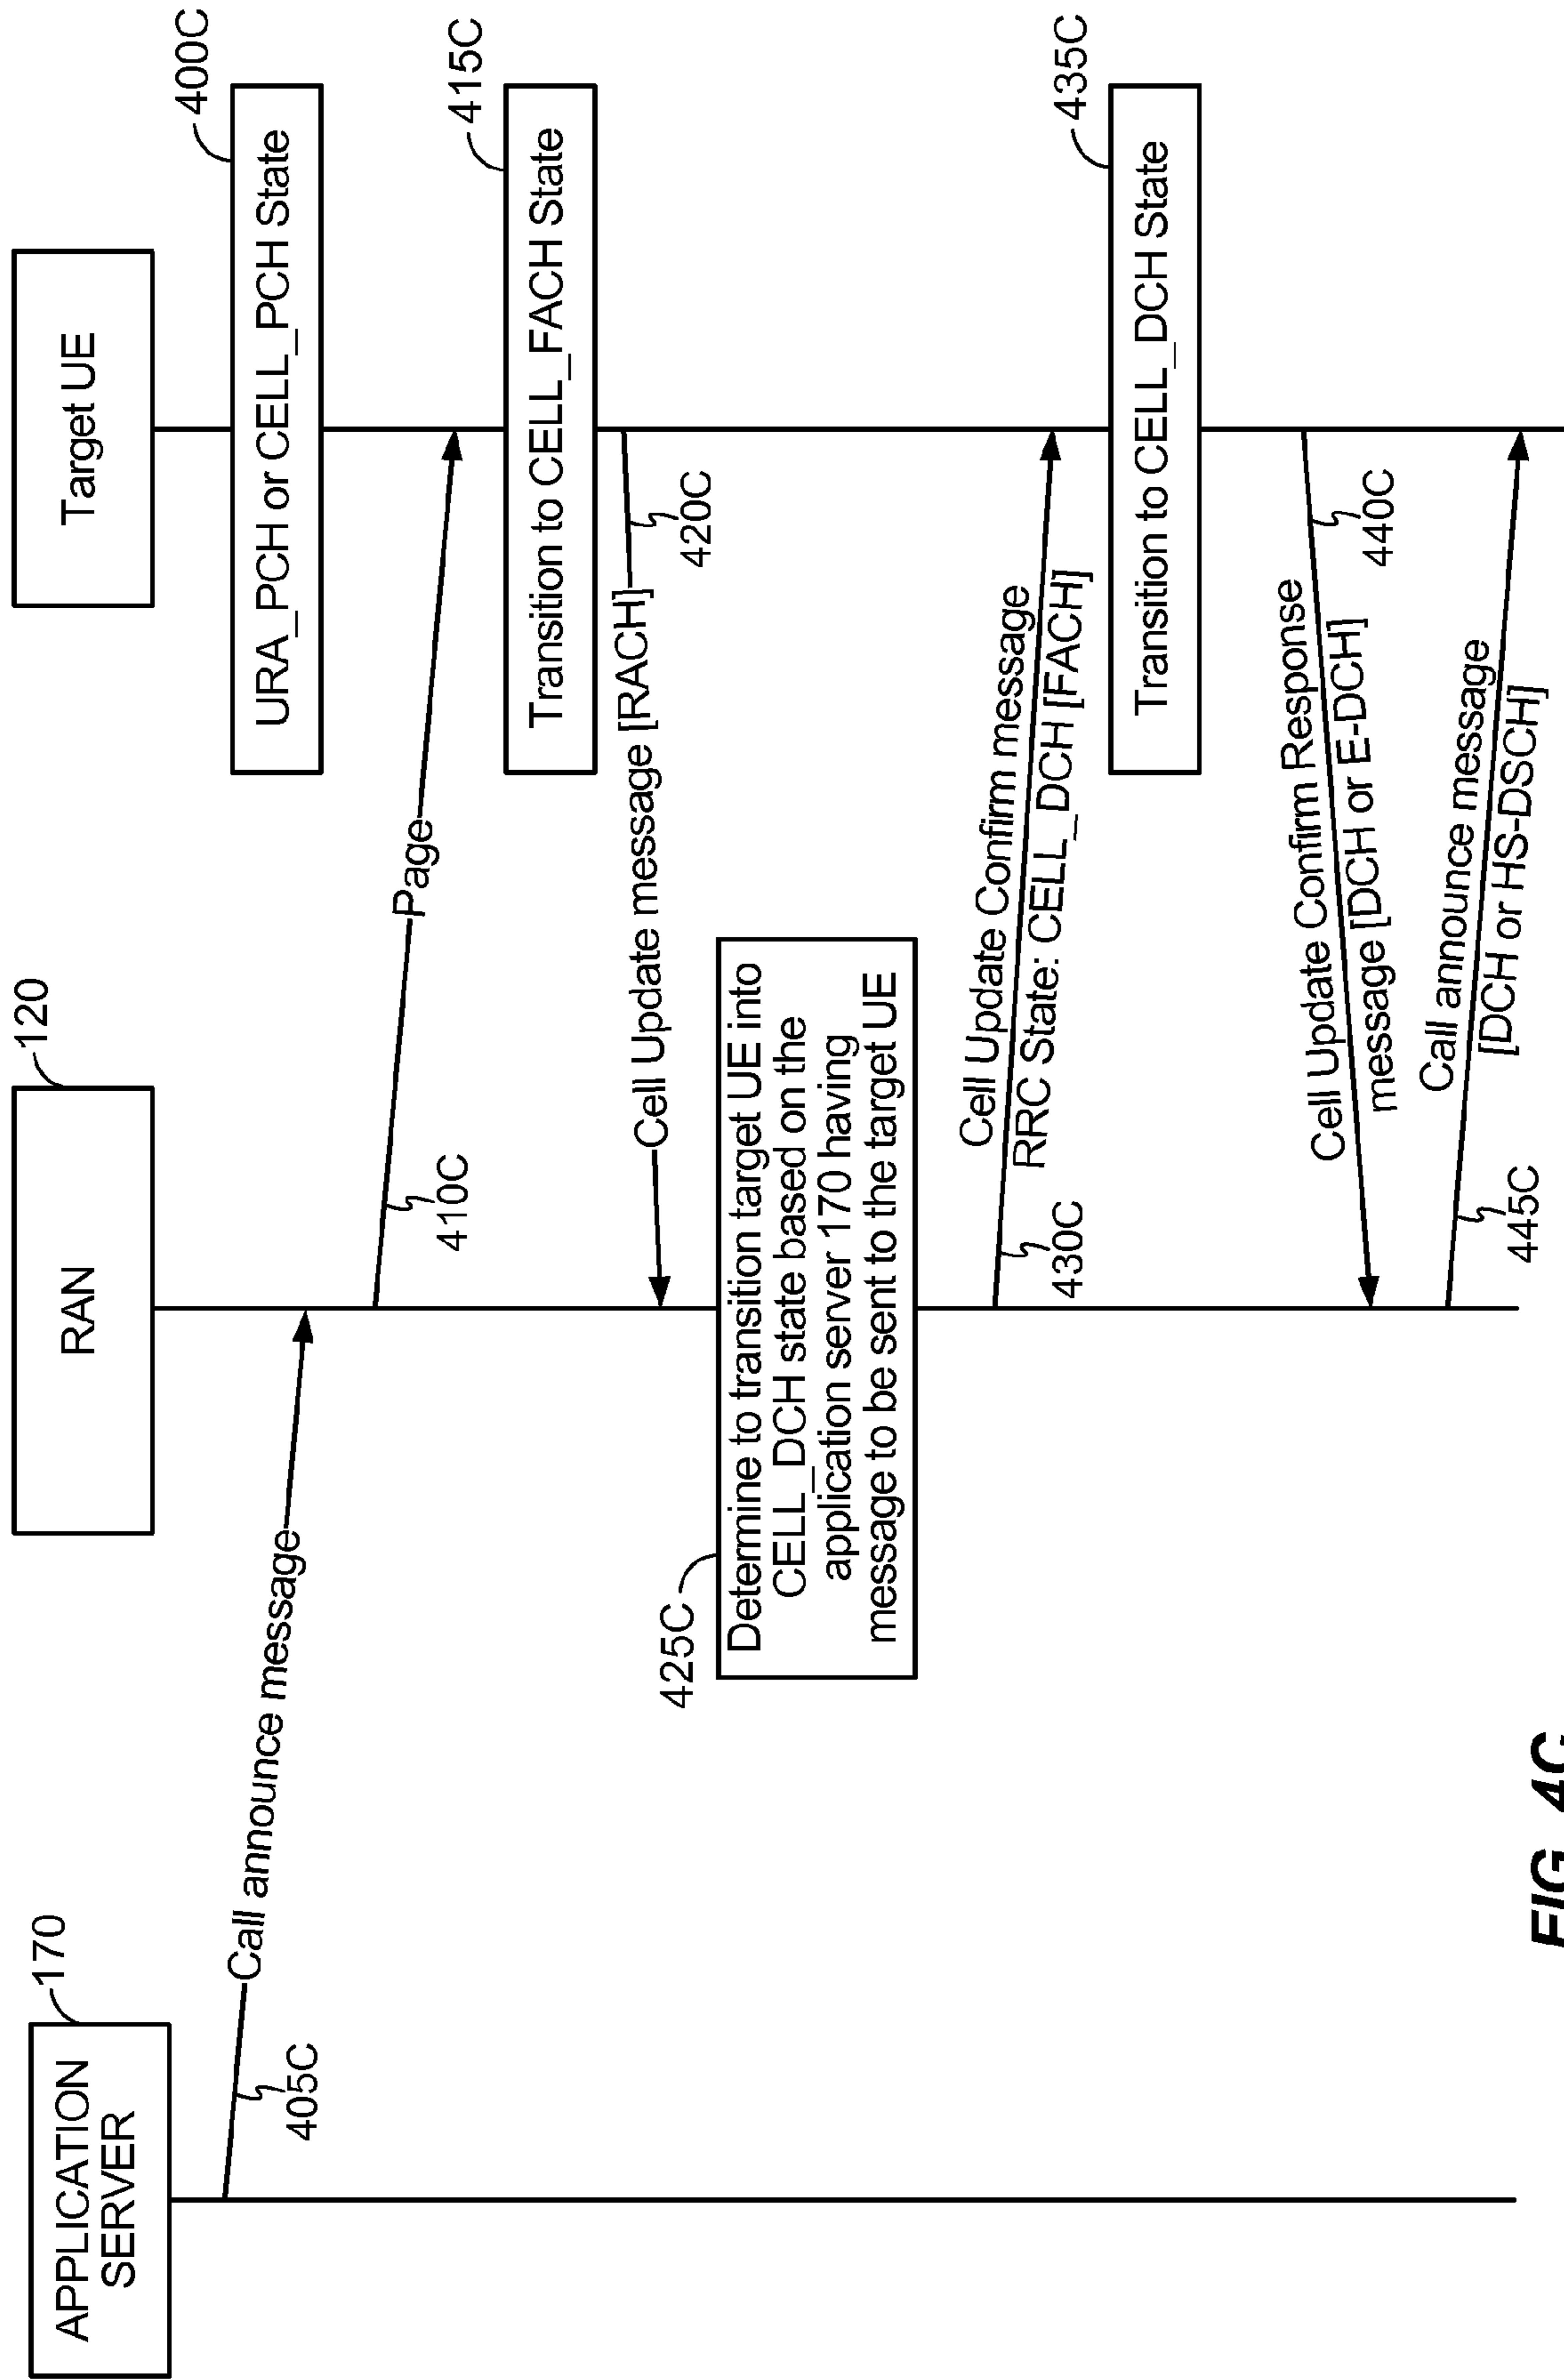 APPLICATION
SERVER
170
RAN
120
Target UE
400C
URA_PCH or CELL_PCH State
Call announce message
405C
Page
410C
415C
Transition to CELL_FACH State
Cell Update message [RACH]
420C
425C
Determine to transition target UE into
CELL_DCH state based on the
application server 170 having
message to be sent to the target UE
Cell Update Confirm message
RRC State: CELL_DCH [FACH]
430C
435C
Transition to CELL_DCH State
Cell Update Confirm Response
message [DCH or E-DCH]
440C
Call announce message
[DCH or HS-DSCH]
445C
FIG. 4C